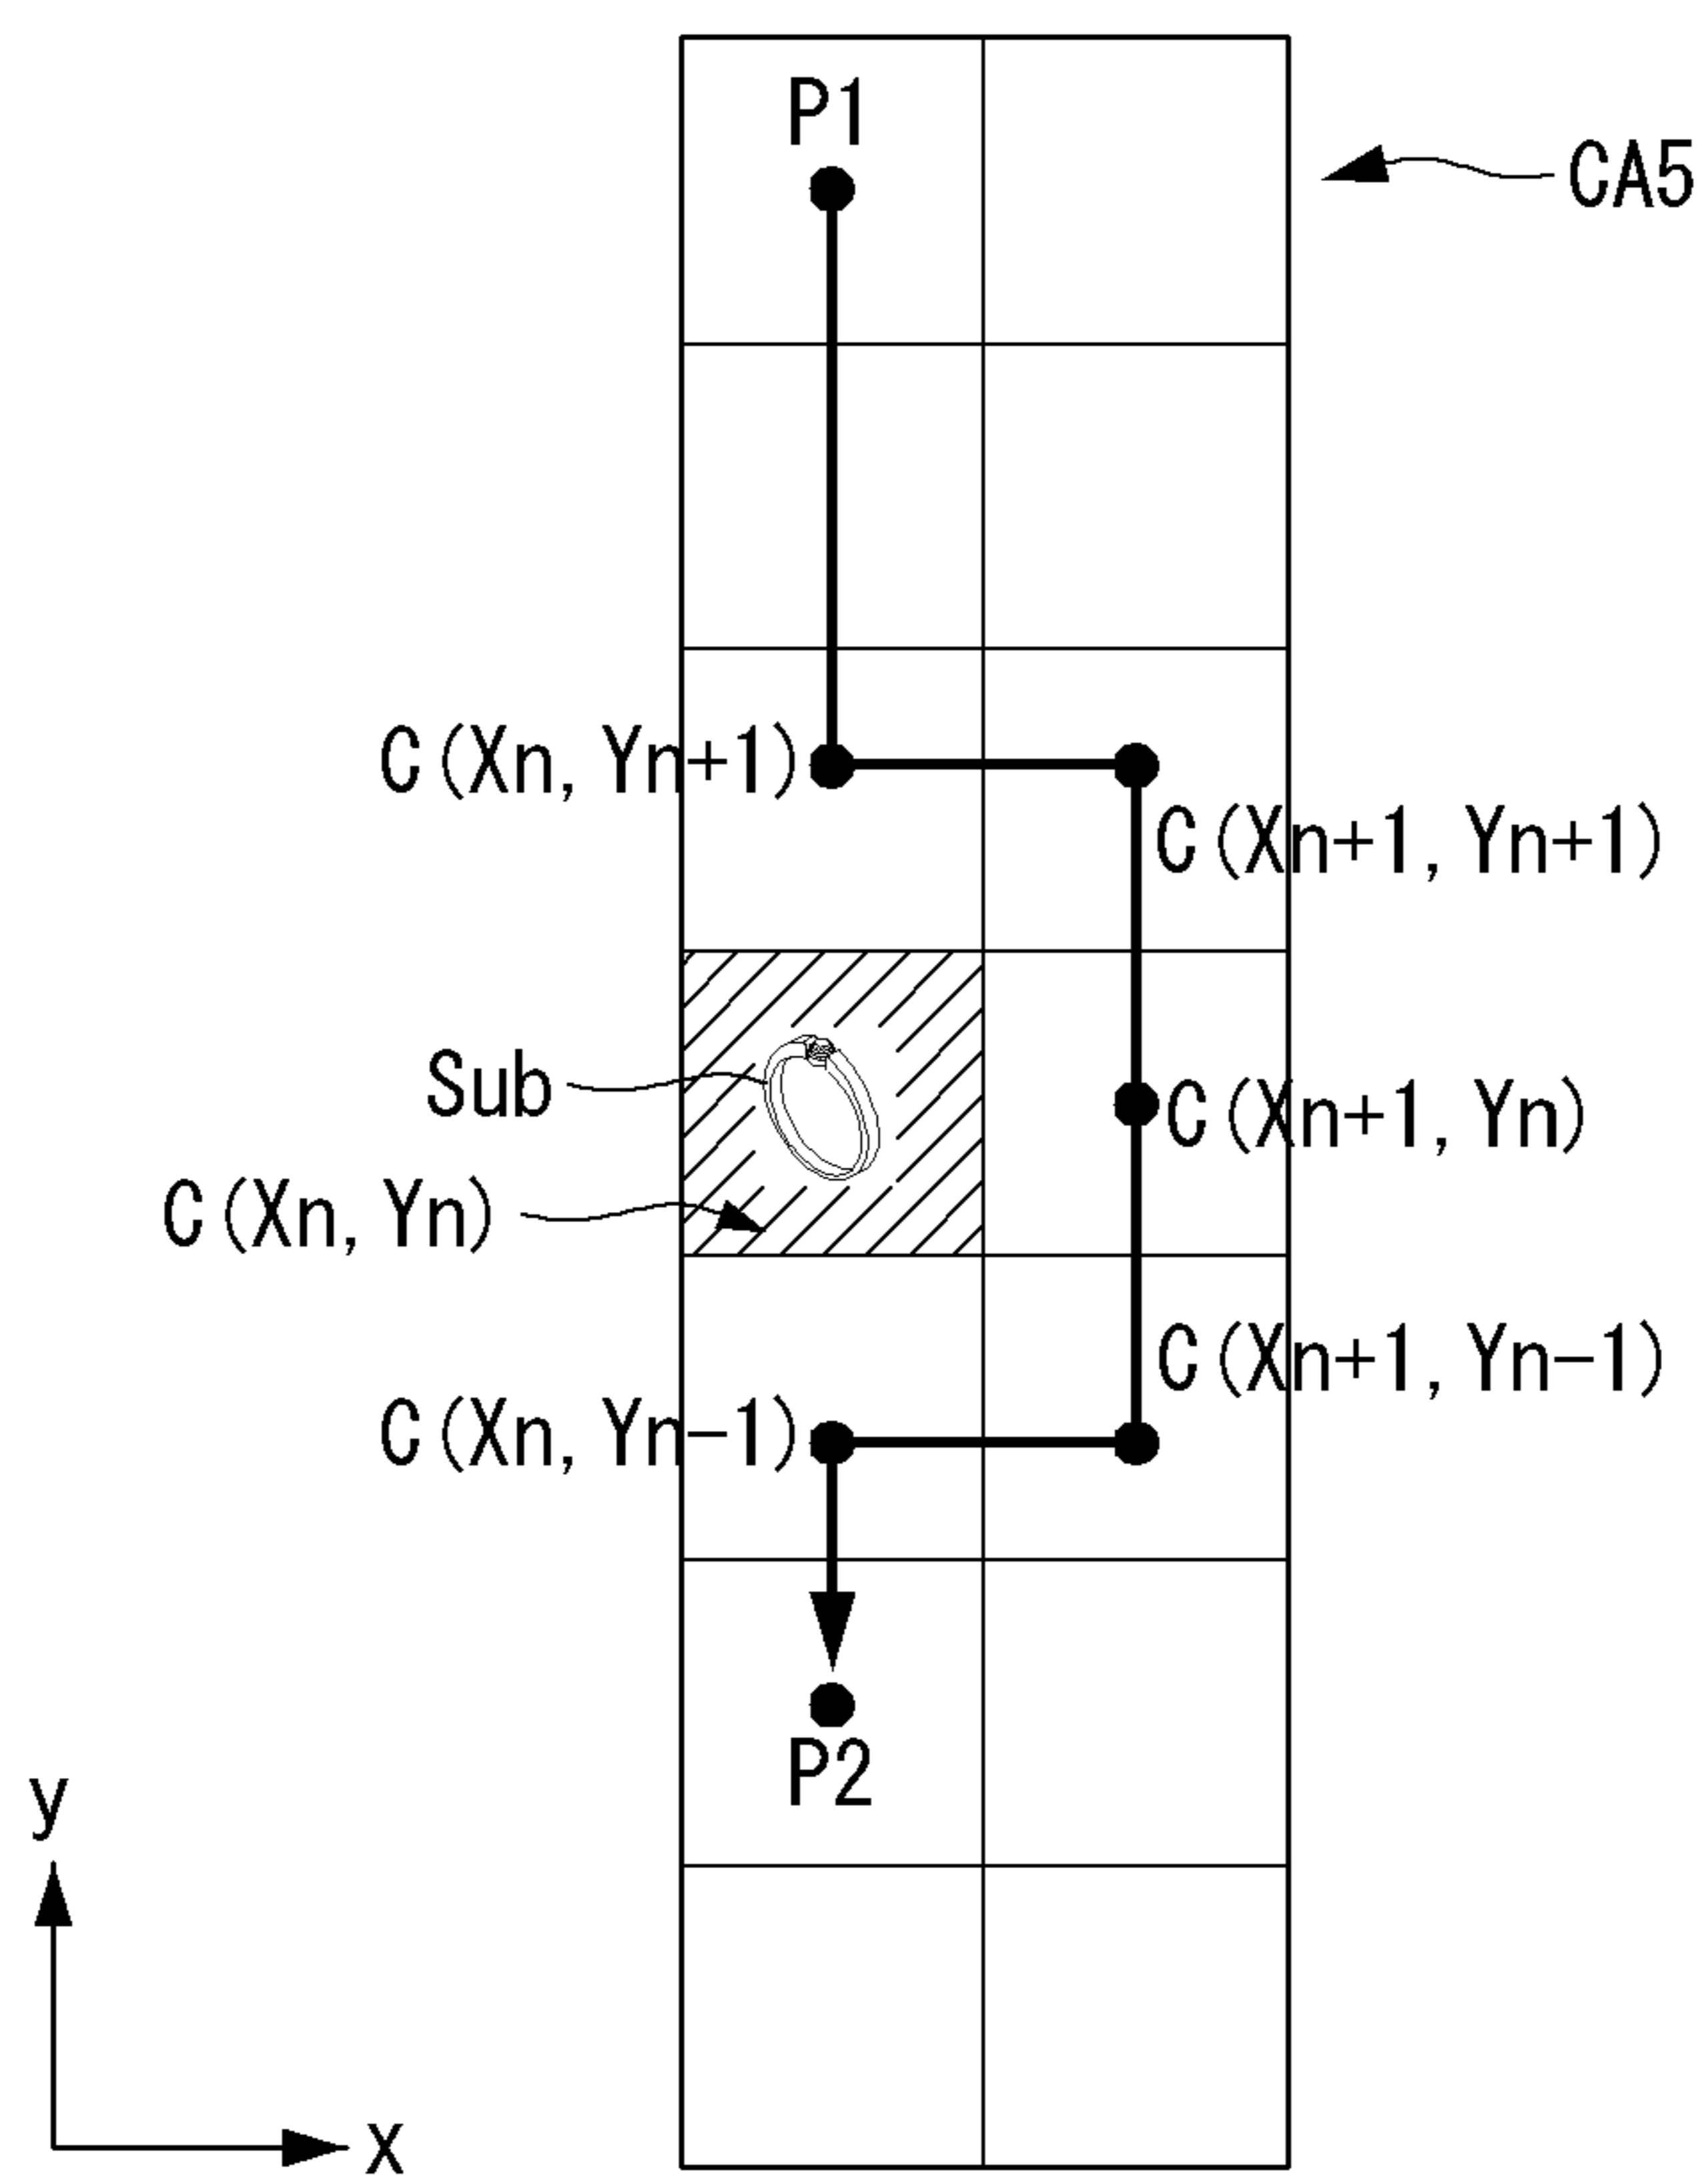 P1
CA5
C(Xn, Yn+1)
C(Xn+1, Yn+1)
Sub
C(Xn+1, Yn)
C(Xn, Yn)
C(Xn+1, Yn-1)
C(Xn, Yn-1)
P2
y
x